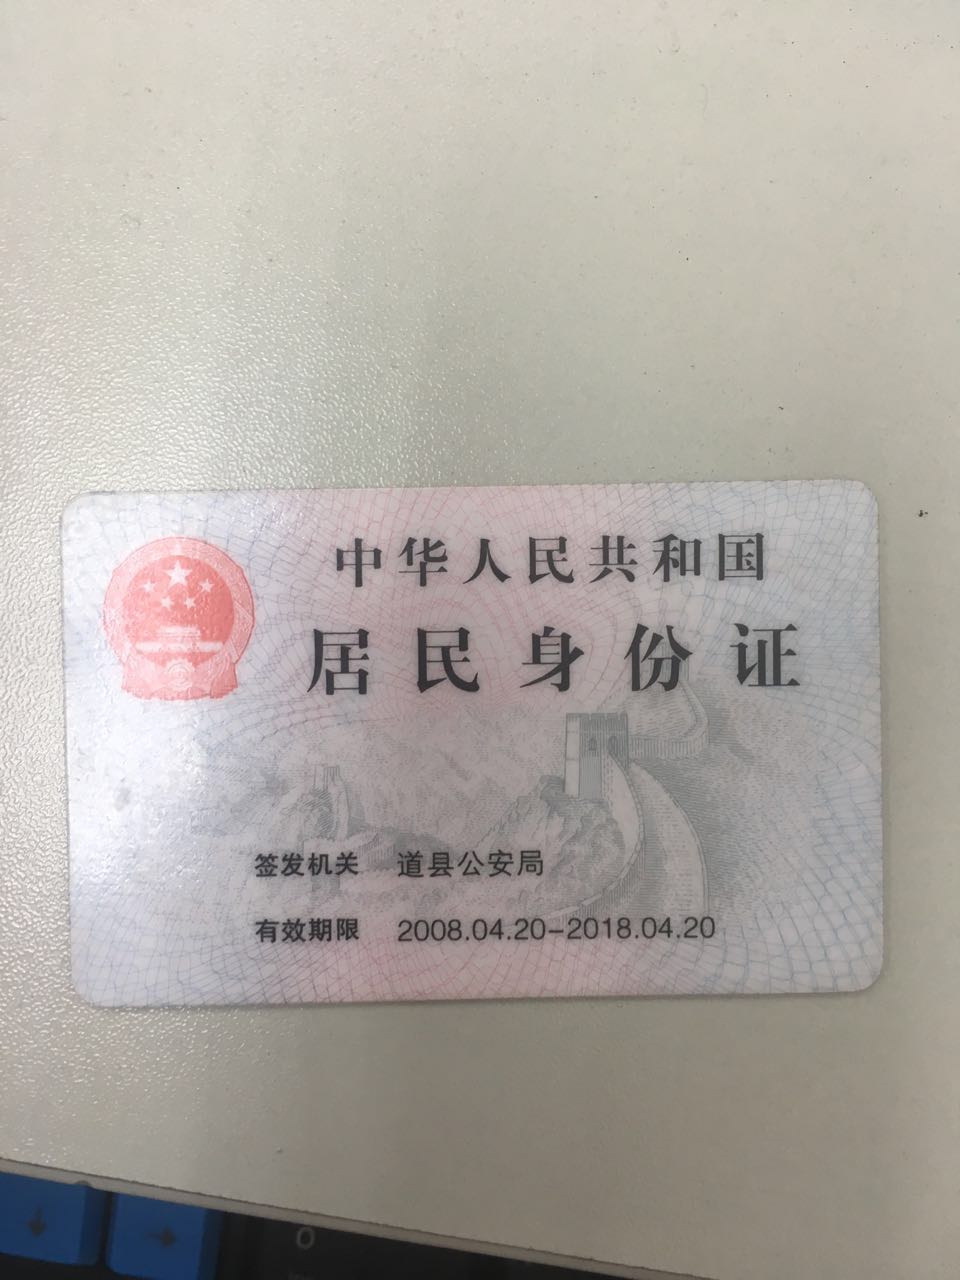 中华人民共和国
居民身份证
签发机关 道县公安局
有效期限 2008.04.20-2018.04.20
↓
→
0